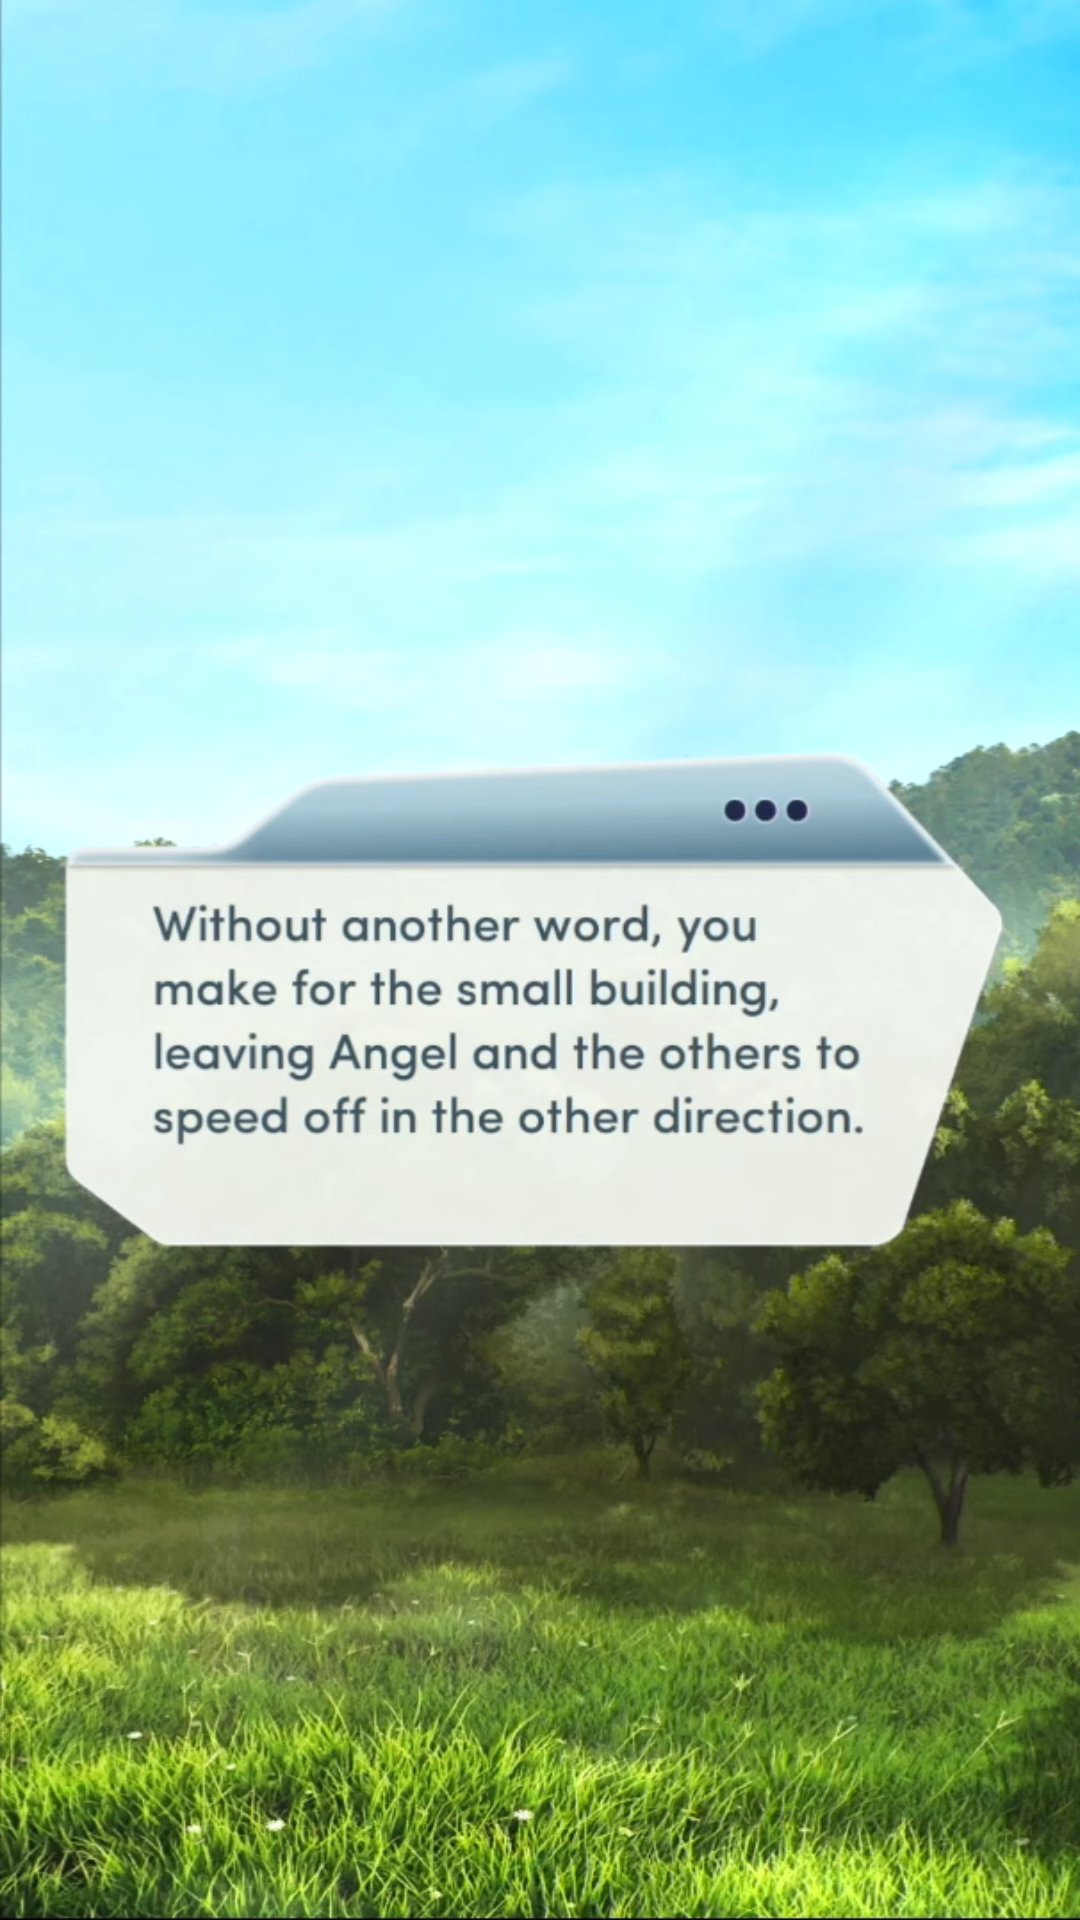 Without another word, you
make for the small building,
leaving Angel and the others to
speed off in the other direction.